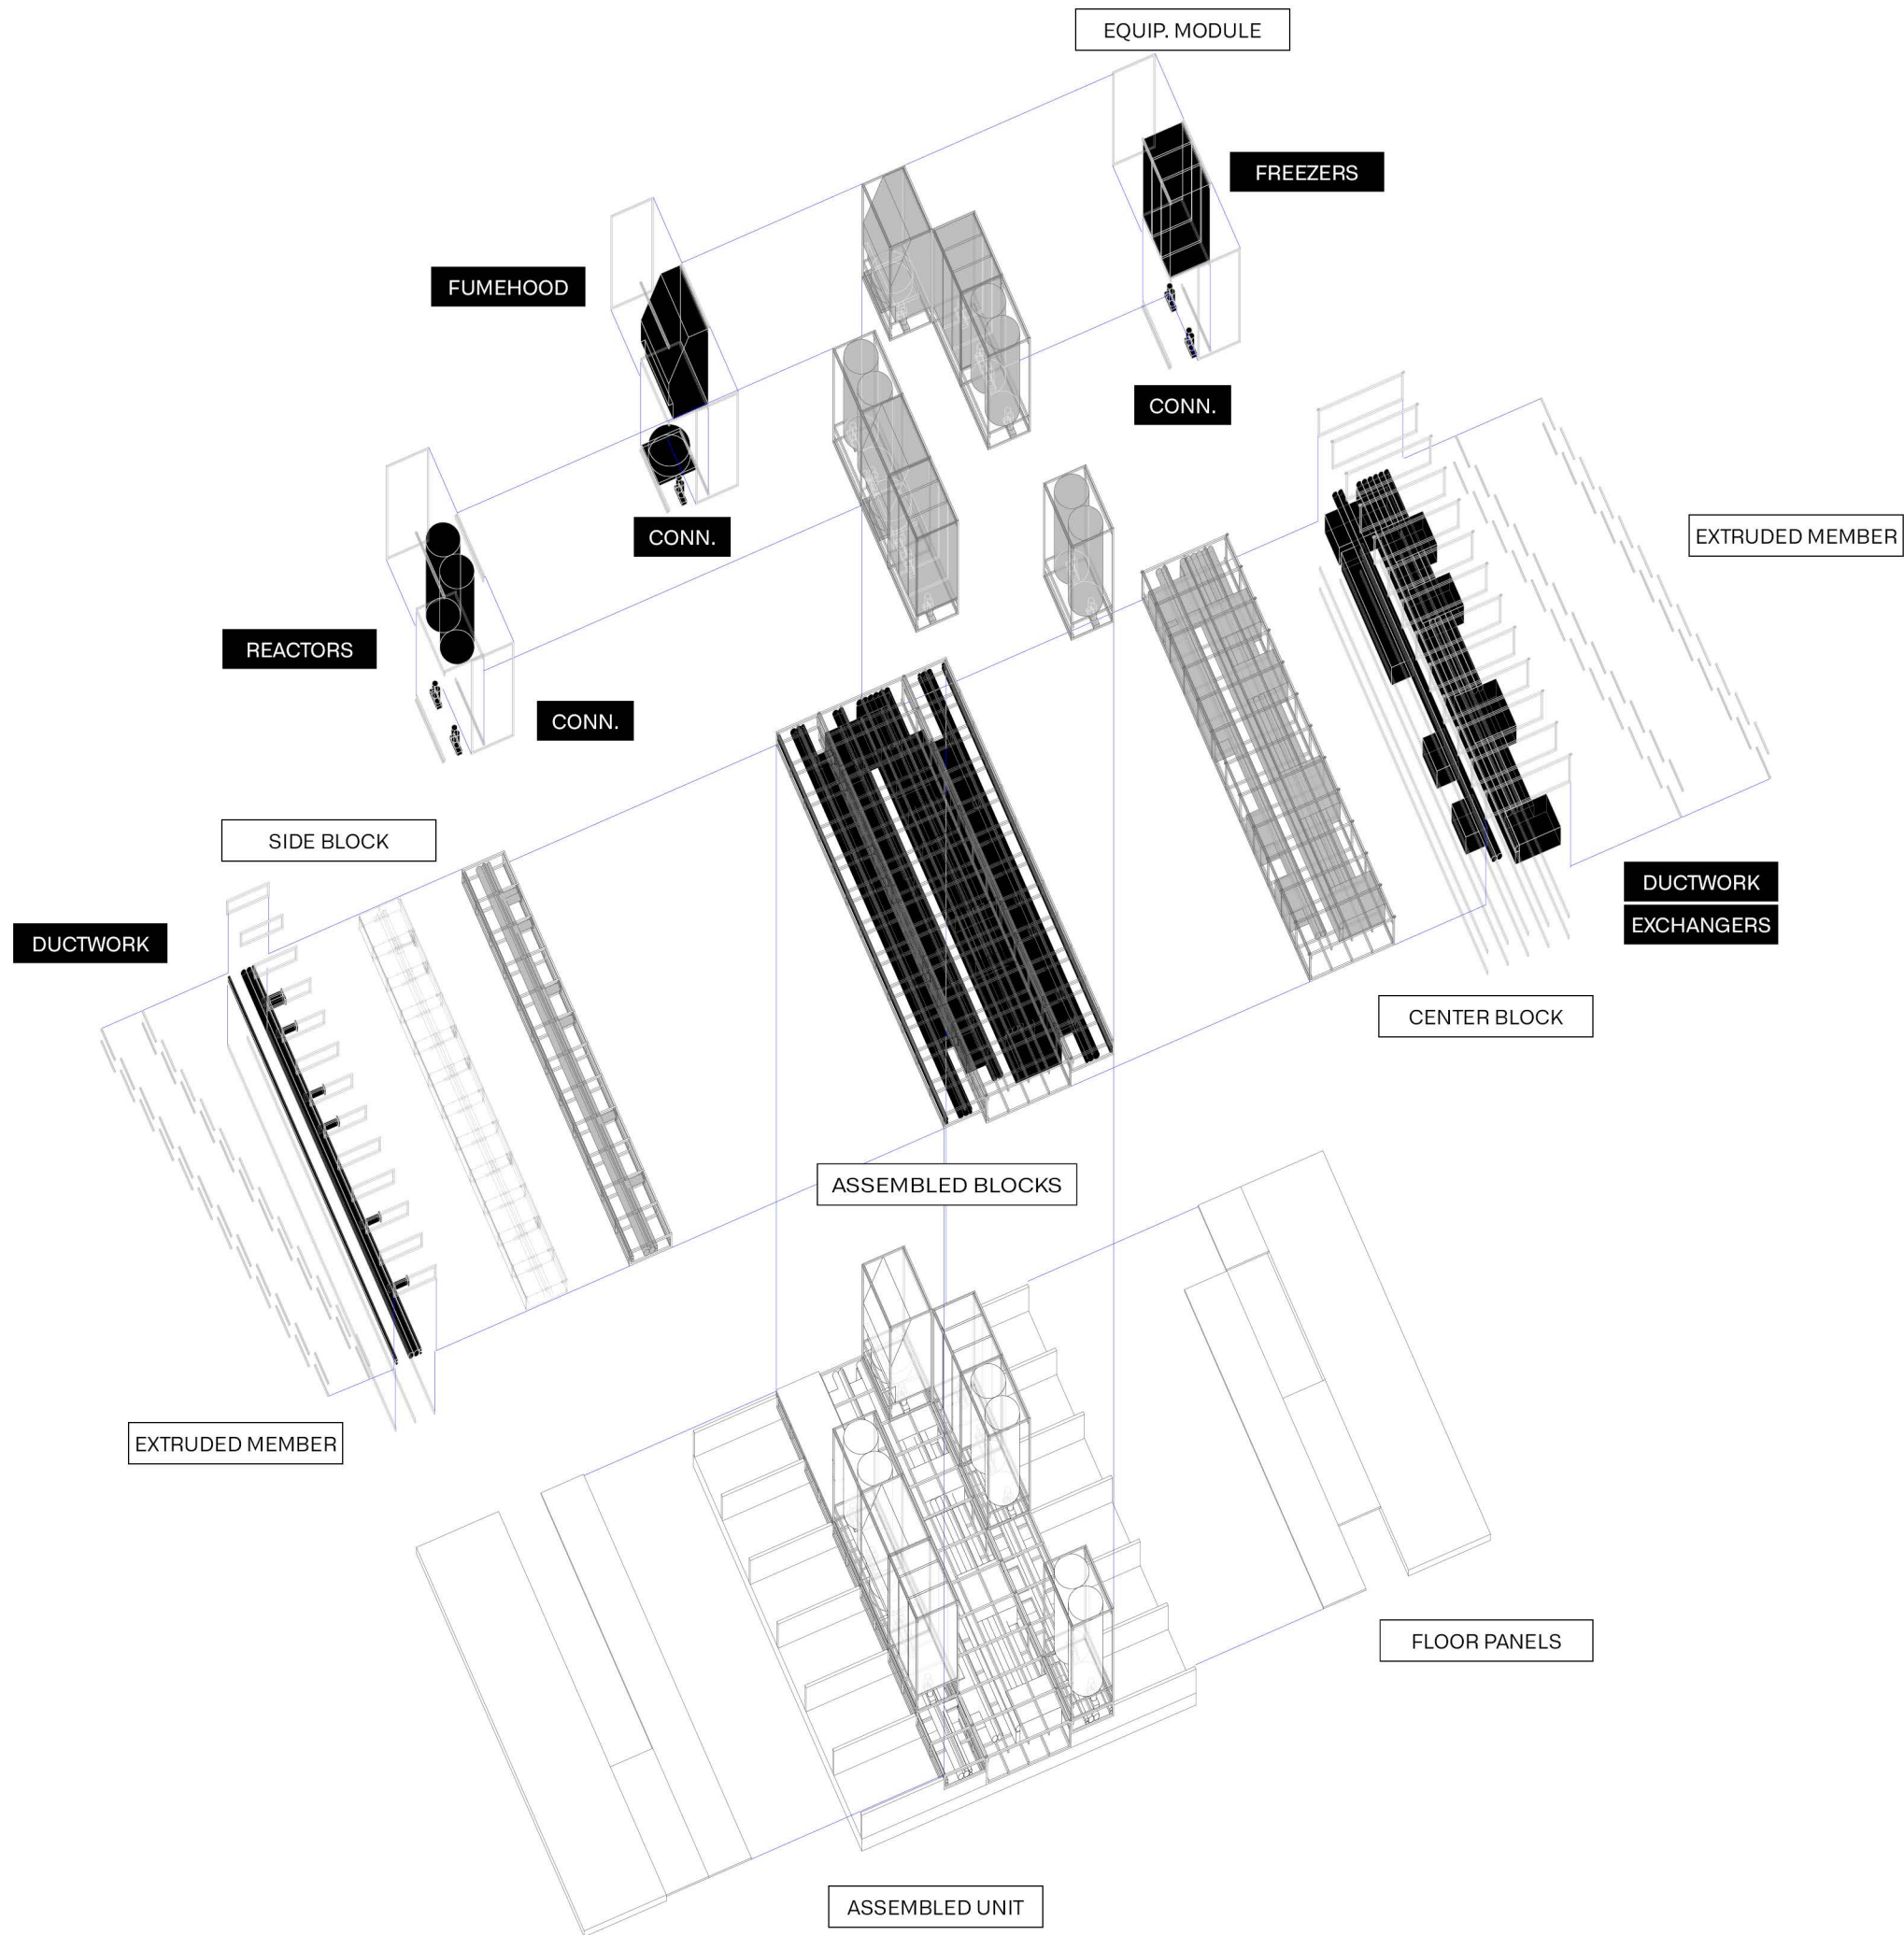 EQUIP. MODULE
FREEZERS
FUMEHOOD
CONN.
CONN.
EXTRUDED MEMBER
REACTORS
CONN.
SIDE BLOCK
DUCTWORK
DUCTWORK
EXCHANGERS
CENTER BLOCK
ASSEMBLED BLOCKS
EXTRUDED MEMBER
FLOOR PANELS
ASSEMBLED UNIT